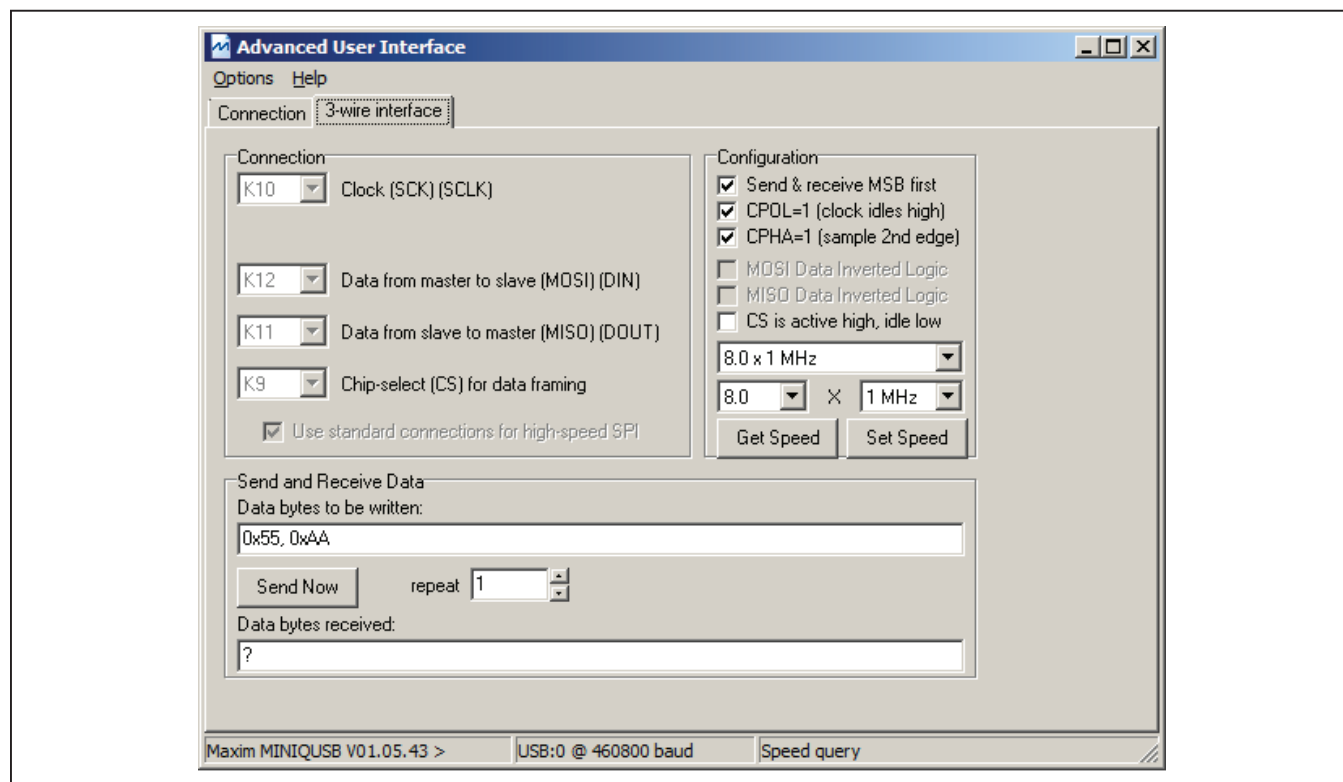 Advanced User Interface
Options Help
Connection 3-wire interface
Connection
K10 Clock (SCK) (SCLK)
K12 Data from master to slave (MOSI) (DIN)
K11 Data from slave to master (MISO) (DOUT)
K9 Chip-select (CS) for data framing
Use standard connections for high-speed SPI
Configuration
Send & receive MSB first
CPOL=1 (clock idles high)
CPHA=1 (sample 2nd edge)
MOSI Data Inverted Logic
MISO Data Inverted Logic
CS is active high, idle low
8.0 x 1 MHz
8.0 X 1 MHz
Get Speed Set Speed
Send and Receive Data
Data bytes to be written:
0x55, 0xAA
Send Now repeat 1
Data bytes received:
?
Maxim MINIQUSB V01.05.43 > USB:0 @ 460800 baud Speed query